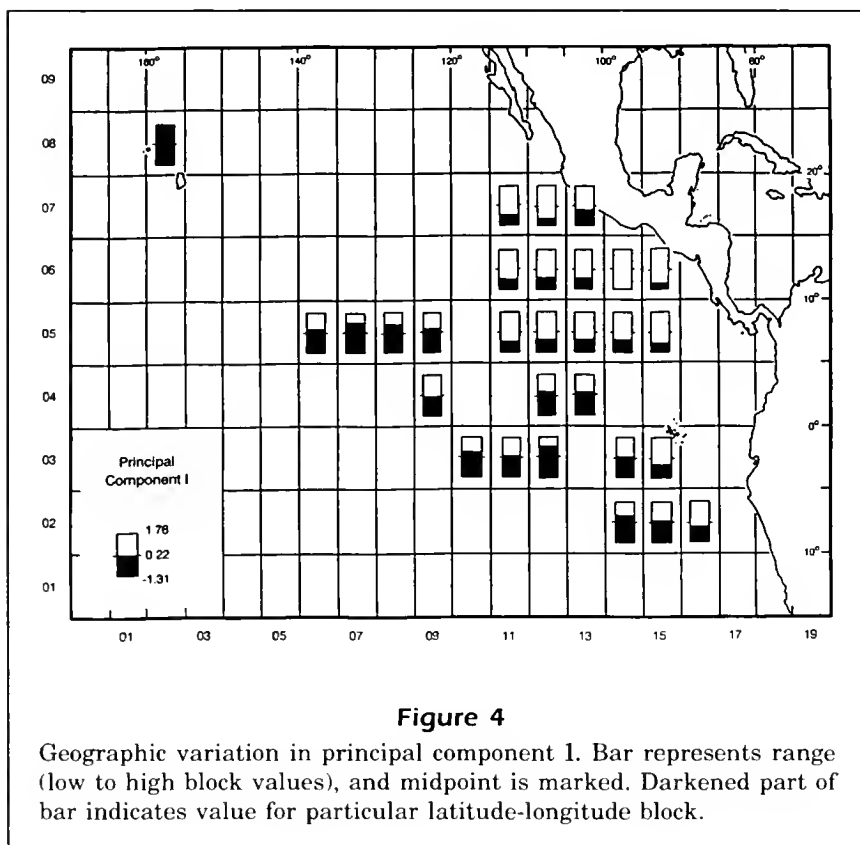 160° 140° 120° 100° 80°
09
08
20°
07
06
10°
05
04
0°
03
Principal
Component I
1 76
0 22
-1.31
02
10°
01
01 03 05 07 09 11 13 15 17 19
Figure 4
Geographic variation in principal component 1. Bar represents range
(low to high block values), and midpoint is marked. Darkened part of
bar indicates value for particular latitude-longitude block.